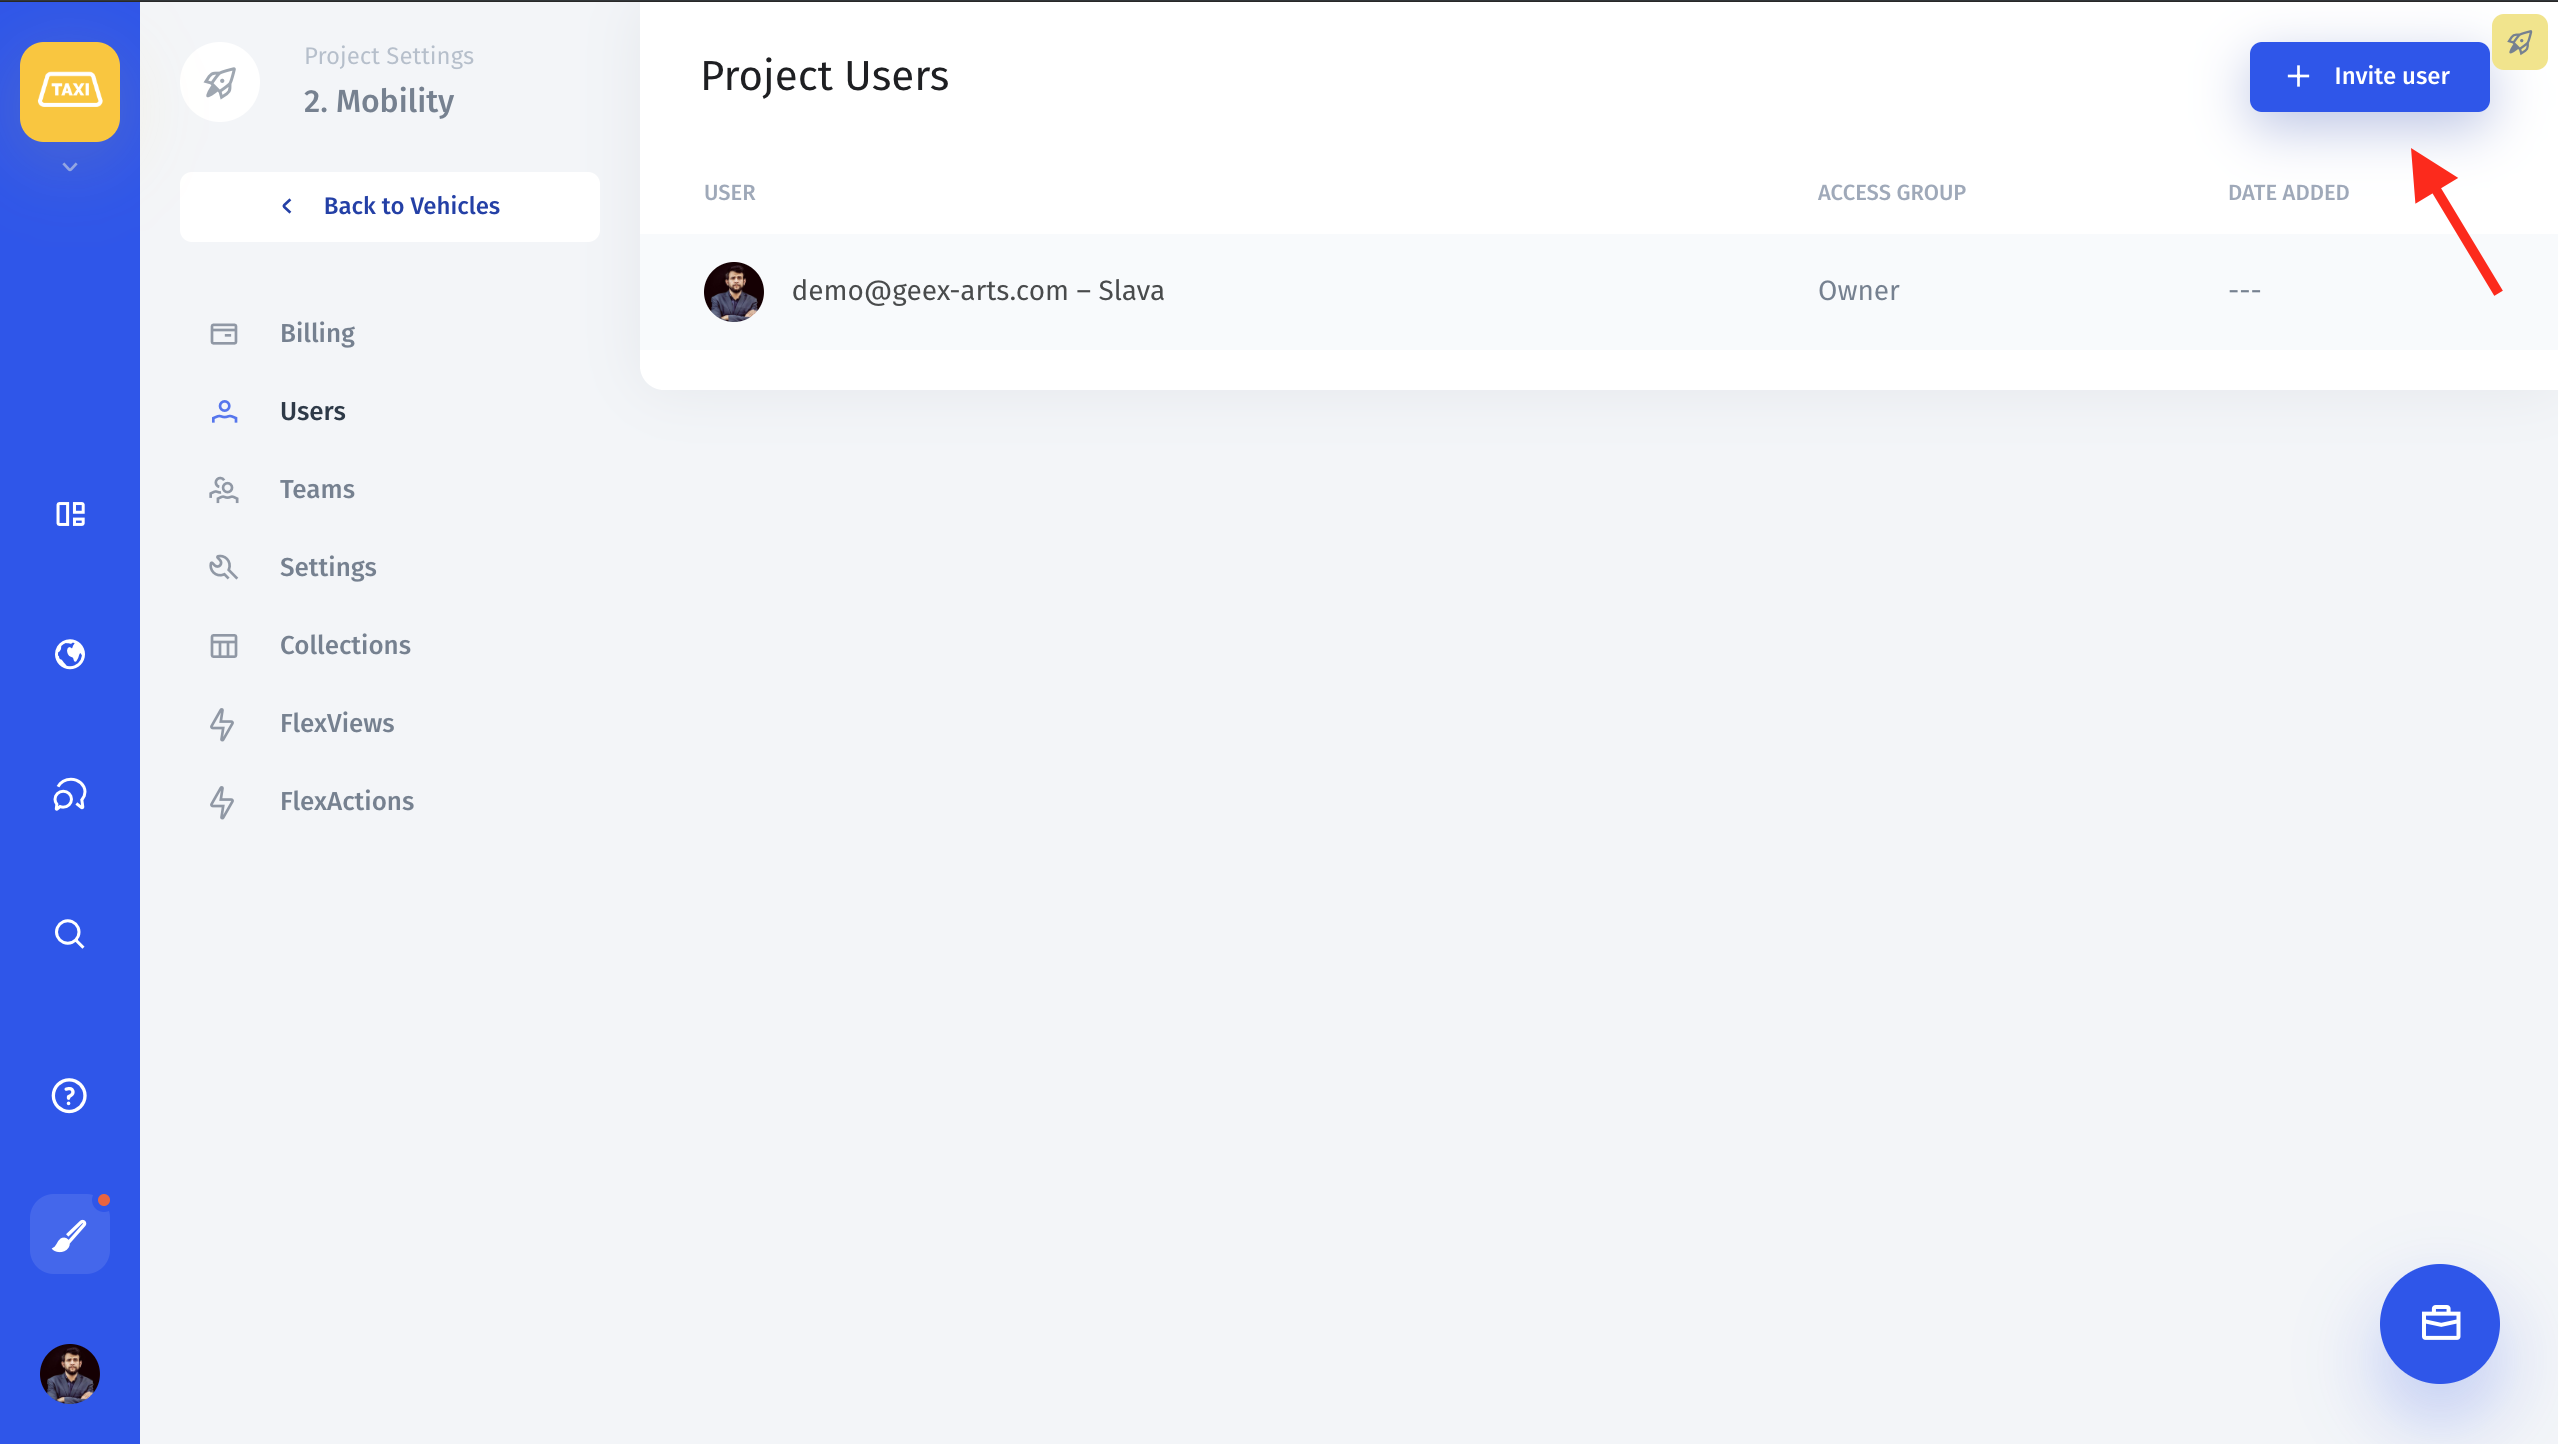 TAXI
Project Settings
2. Mobility
Back to Vehicles
Billing
Users
Teams
Settings
Collections
FlexViews
FlexActions
Project Users
+ Invite user
USER ACCESS GROUP DATE ADDED
demo@geex-arts.com – Slava Owner ---
?